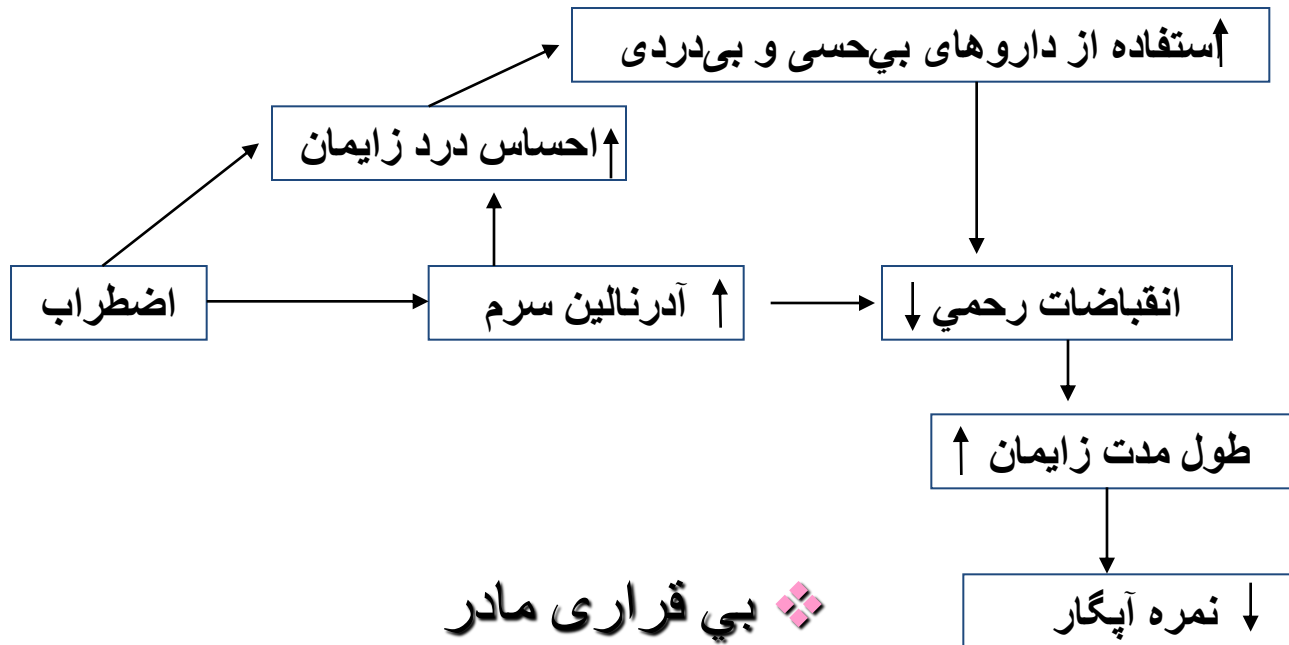 استفاده از داروهای بي‌حسی و بی‌دردی ↑
احساس درد زایمان ↑
اضطراب
↑ آدرنالین سرم
انقباضات رحمي ↓
طول مدت زایمان ↑
↓ نمره آپگار
❖ بي قراری مادر